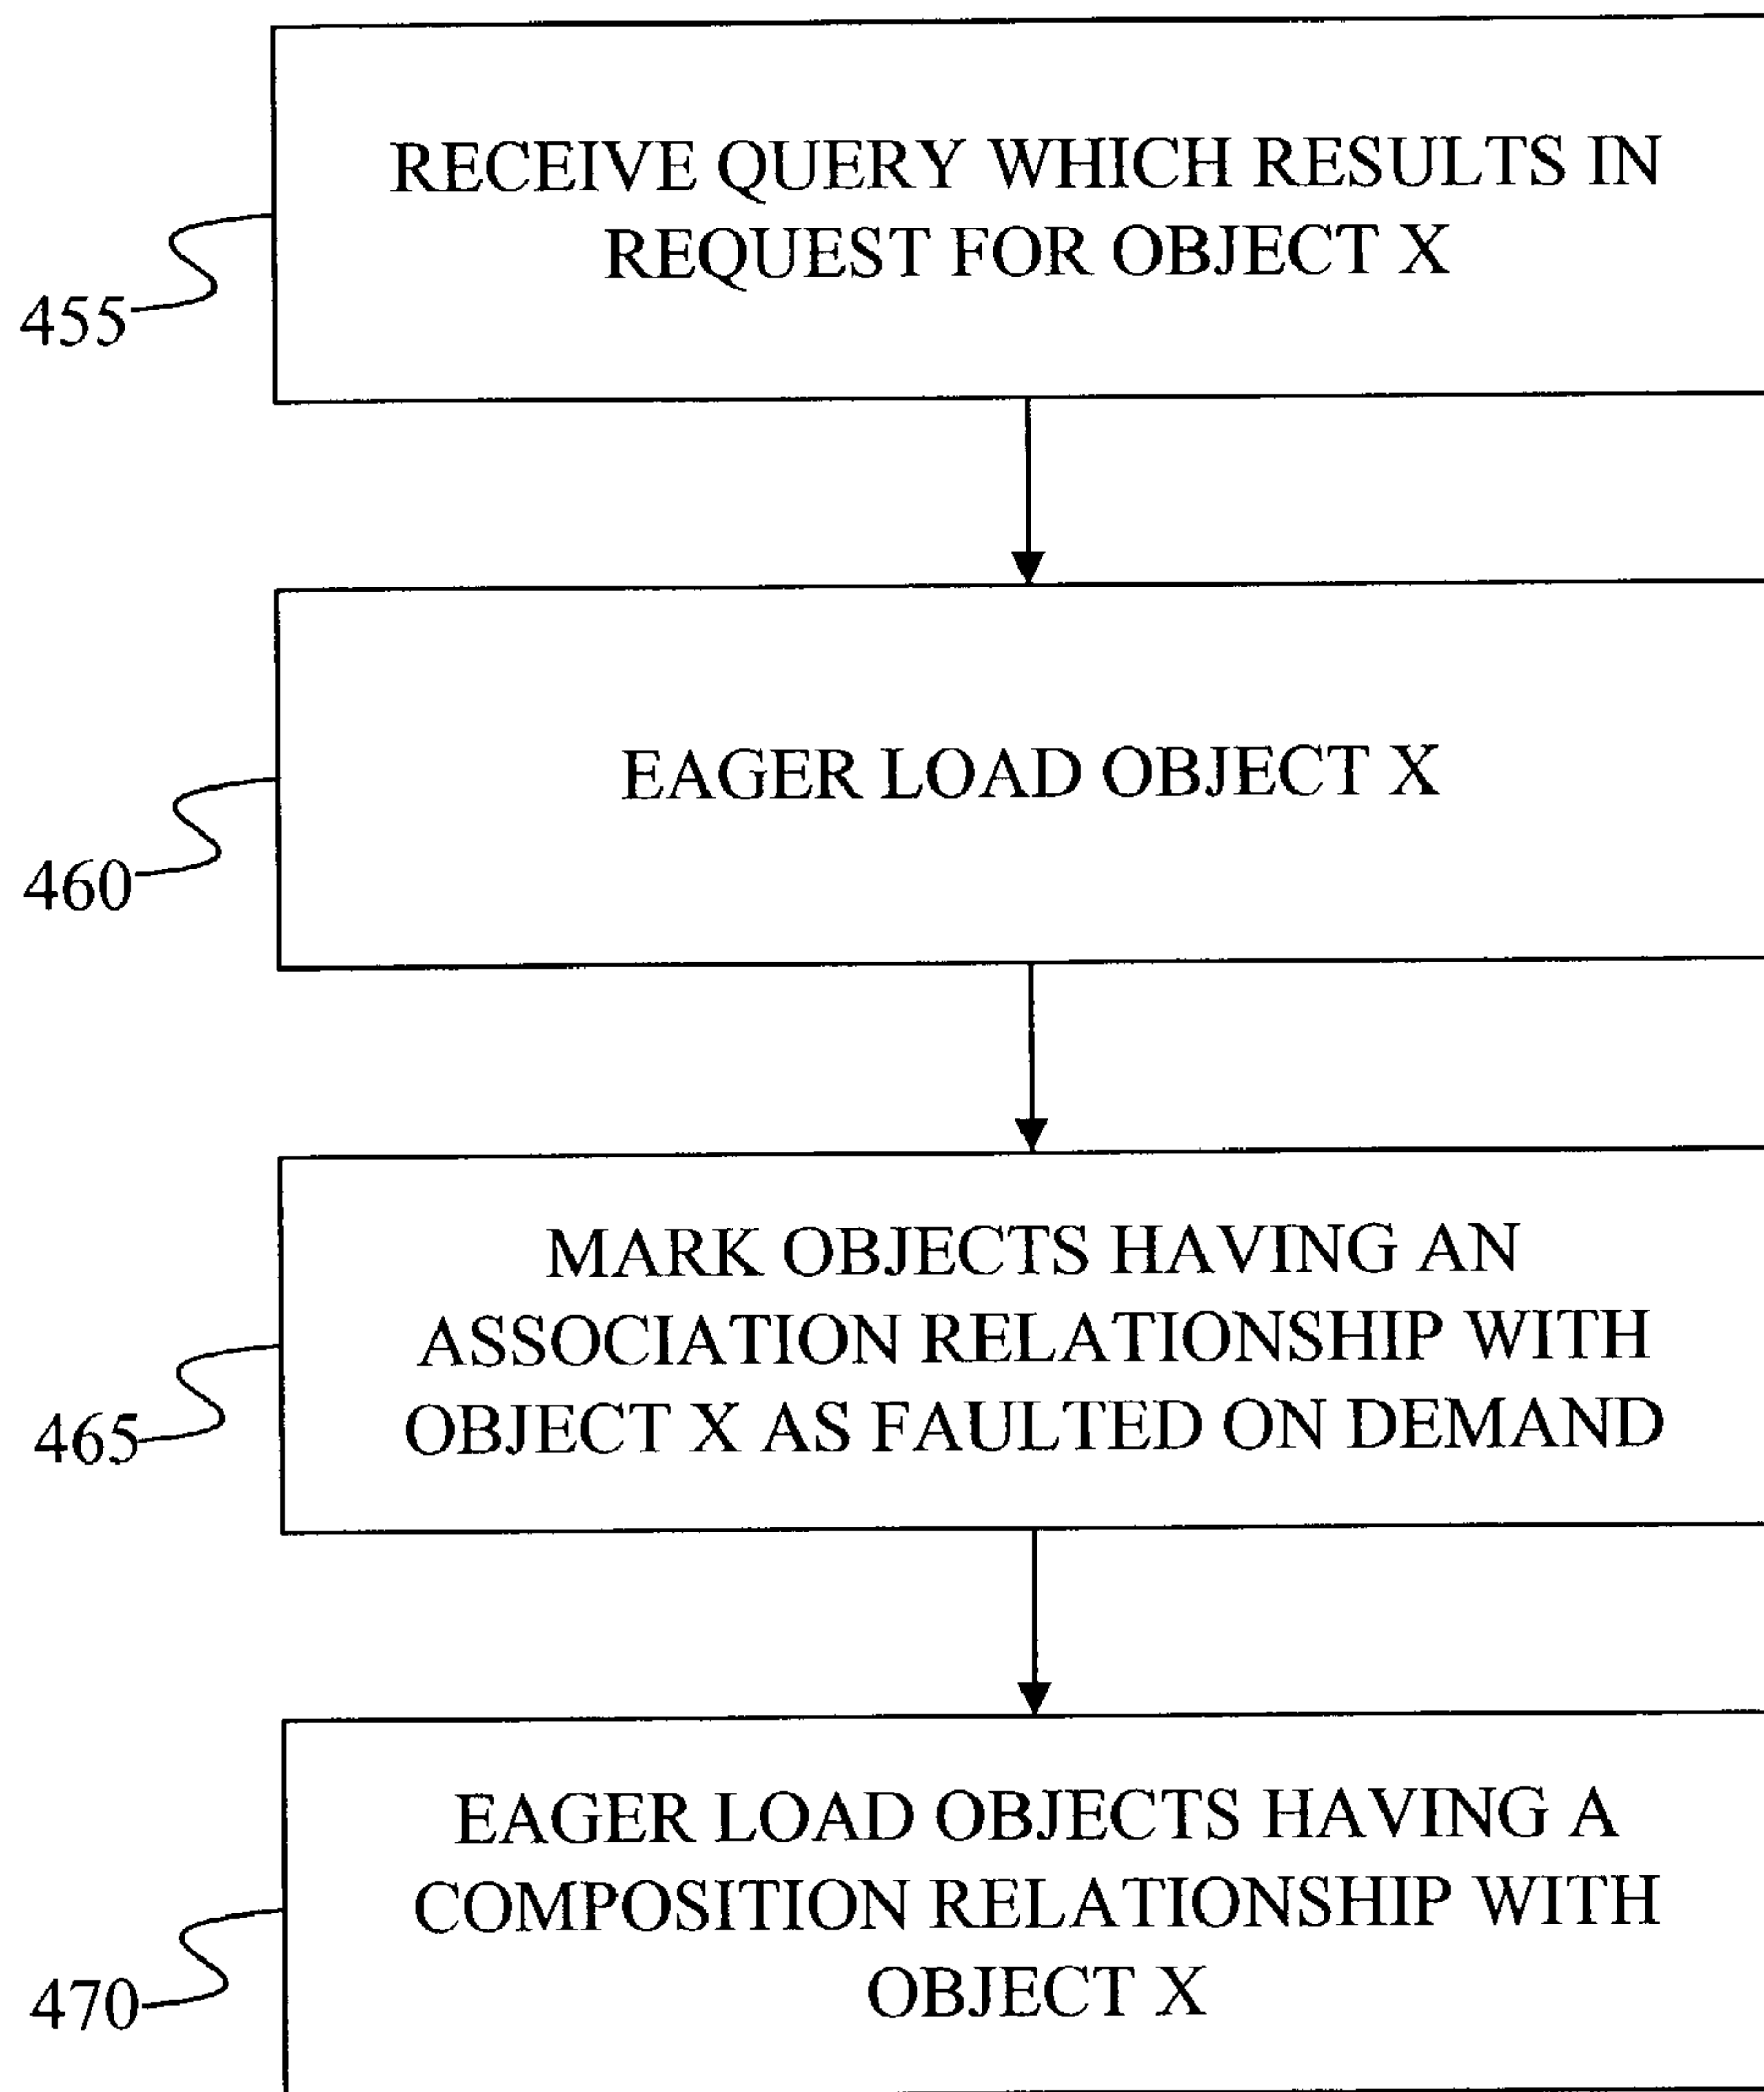 RECEIVE QUERY WHICH RESULTS IN
REQUEST FOR OBJECT X
455
EAGER LOAD OBJECT X
460
MARK OBJECTS HAVING AN
ASSOCIATION RELATIONSHIP WITH
OBJECT X AS FAULTED ON DEMAND
465
EAGER LOAD OBJECTS HAVING A
COMPOSITION RELATIONSHIP WITH
OBJECT X
470